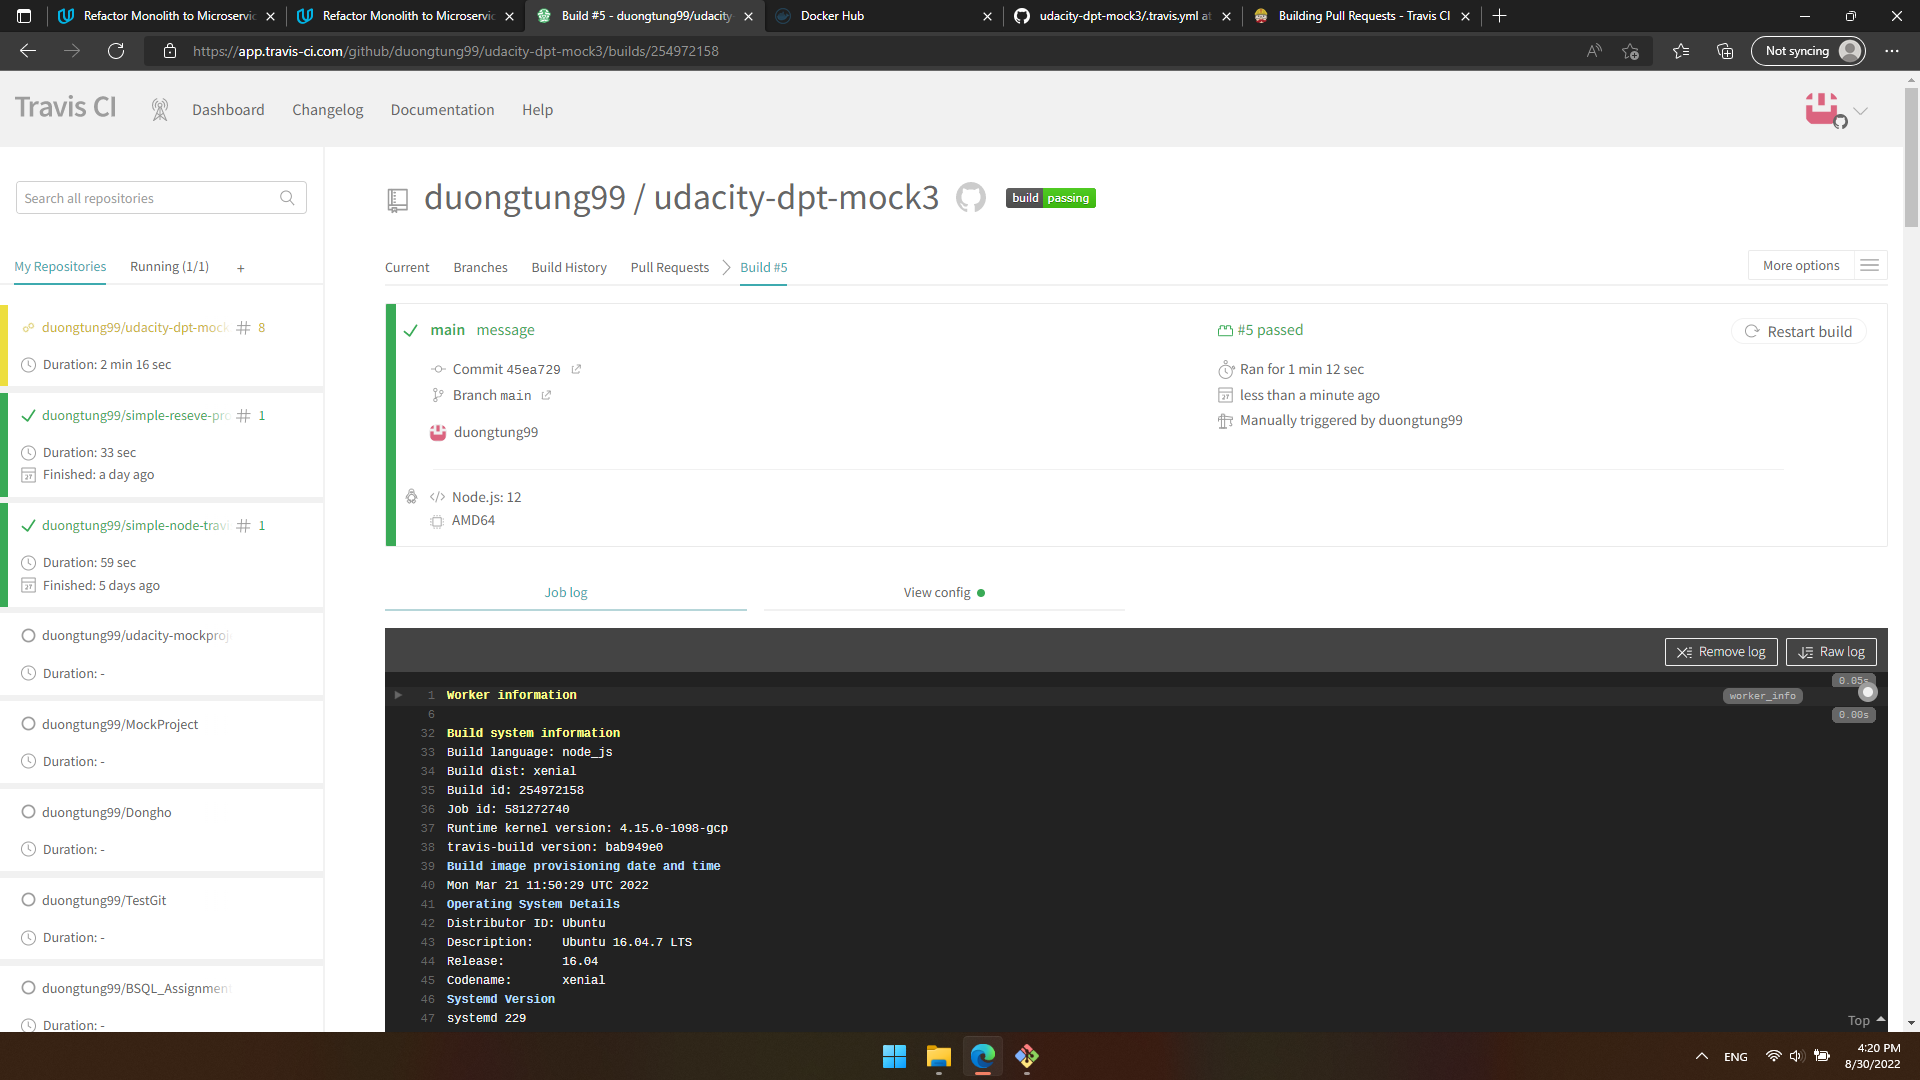 Refactor Monolith to Microservic
Refactor Monolith to Microservic
Build #5 - duongtung99/udacity-
Docker Hub
udacity-dpt-mock3/.travis.yml at
Building Pull Requests - Travis CI
https://app.travis-ci.com/github/duongtung99/udacity-dpt-mock3/builds/254972158
Not syncing
Travis CI
Dashboard
Changelog
Documentation
Help
Search all repositories
My Repositories
Running (1/1)
+
duongtung99/udacity-dpt-mock
# 8
Duration: 2 min 16 sec
duongtung99/simple-reseve-pro
# 1
Duration: 33 sec
Finished: a day ago
duongtung99/simple-node-travi
# 1
Duration: 59 sec
Finished: 5 days ago
duongtung99/udacity-mockproj
Duration: -
duongtung99/MockProject
Duration: -
duongtung99/Dongho
Duration: -
duongtung99/TestGit
Duration: -
duongtung99/BSQL_Assignment
Duration: -
duongtung99 / udacity-dpt-mock3
build passing
Current
Branches
Build History
Pull Requests
Build #5
More options
main message
Commit 45ea729
Branch main
duongtung99
#5 passed
Ran for 1 min 12 sec
less than a minute ago
Manually triggered by duongtung99
Restart build
</> Node.js: 12
AMD64
Job log
View config
Remove log
Raw log
0.05s
1 Worker information
worker_info
6
0.00s
32 Build system information
33 Build language: node_js
34 Build dist: xenial
35 Build id: 254972158
36 Job id: 581272740
37 Runtime kernel version: 4.15.0-1098-gcp
38 travis-build version: bab949e0
39 Build image provisioning date and time
40 Mon Mar 21 11:50:29 UTC 2022
41 Operating System Details
42 Distributor ID: Ubuntu
43 Description: Ubuntu 16.04.7 LTS
44 Release: 16.04
45 Codename: xenial
46 Systemd Version
47 systemd 229
Top
ENG
4:20 PM
8/30/2022